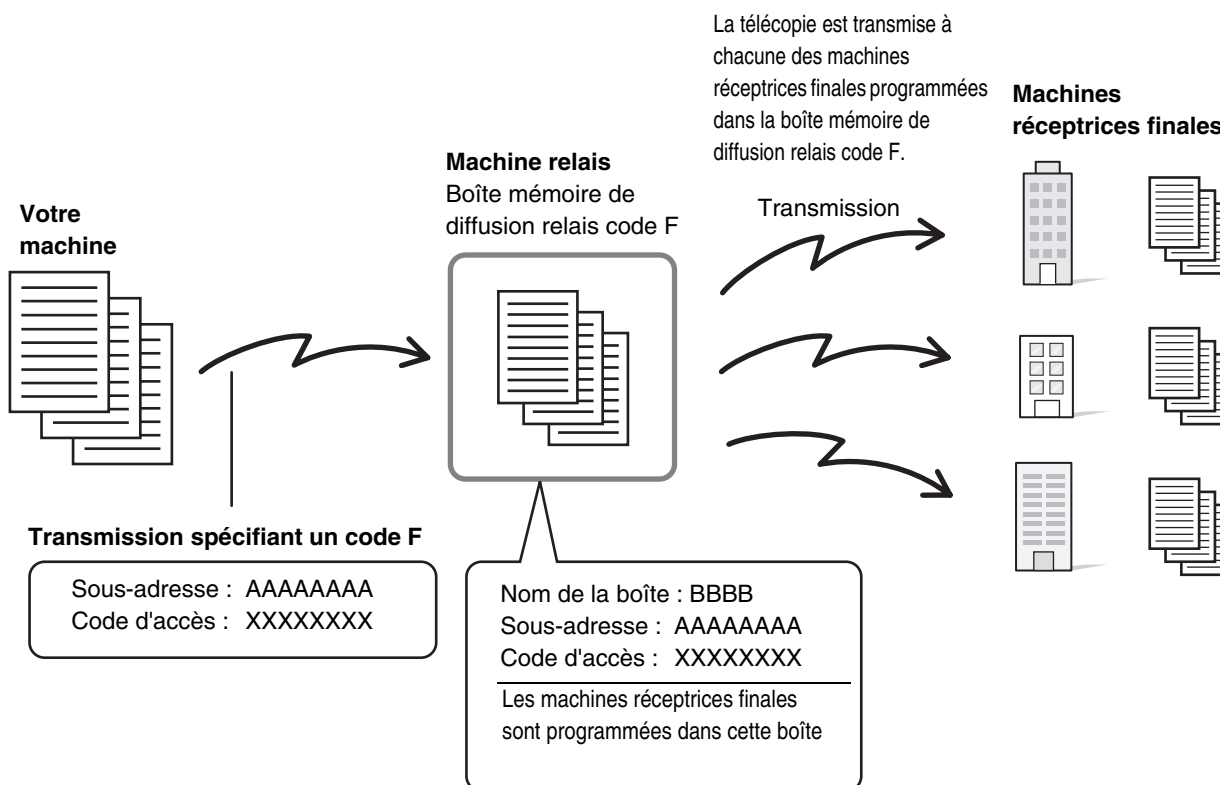 La télécopie est transmise à
chacune des machines
réceptrices finales programmées
dans la boîte mémoire de
diffusion relais code F.
Machines
réceptrices finales
Machine relais
Boîte mémoire de
diffusion relais code F
Transmission
Votre
machine
Transmission spécifiant un code F
Sous-adresse : AAAAAAAA
Code d'accès : XXXXXXXX
Nom de la boîte : BBBB
Sous-adresse : AAAAAAAA
Code d'accès : XXXXXXXX
Les machines réceptrices finales
sont programmées dans cette boîte